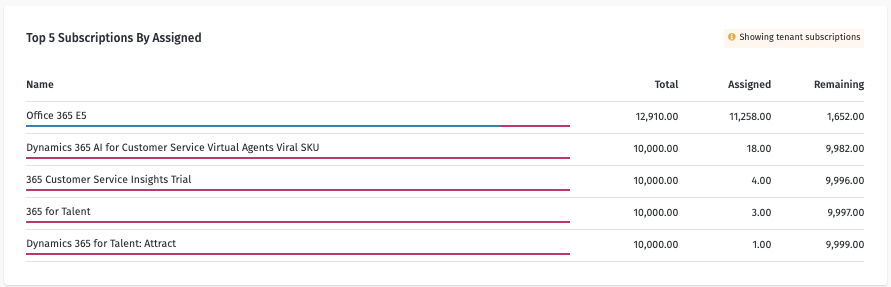 Top 5 Subscriptions By Assigned
Showing tenant subscriptions
Name Total Assigned Remaining
Office 365 E5 12,910.00 11,258.00 1,652.00
Dynamics 365 AI for Customer Service Virtual Agents Viral SKU 10,000.00 18.00 9,982.00
365 Customer Service Insights Trial 10,000.00 4.00 9,996.00
365 for Talent 10,000.00 3.00 9,997.00
Dynamics 365 for Talent: Attract 10,000.00 1.00 9,999.00